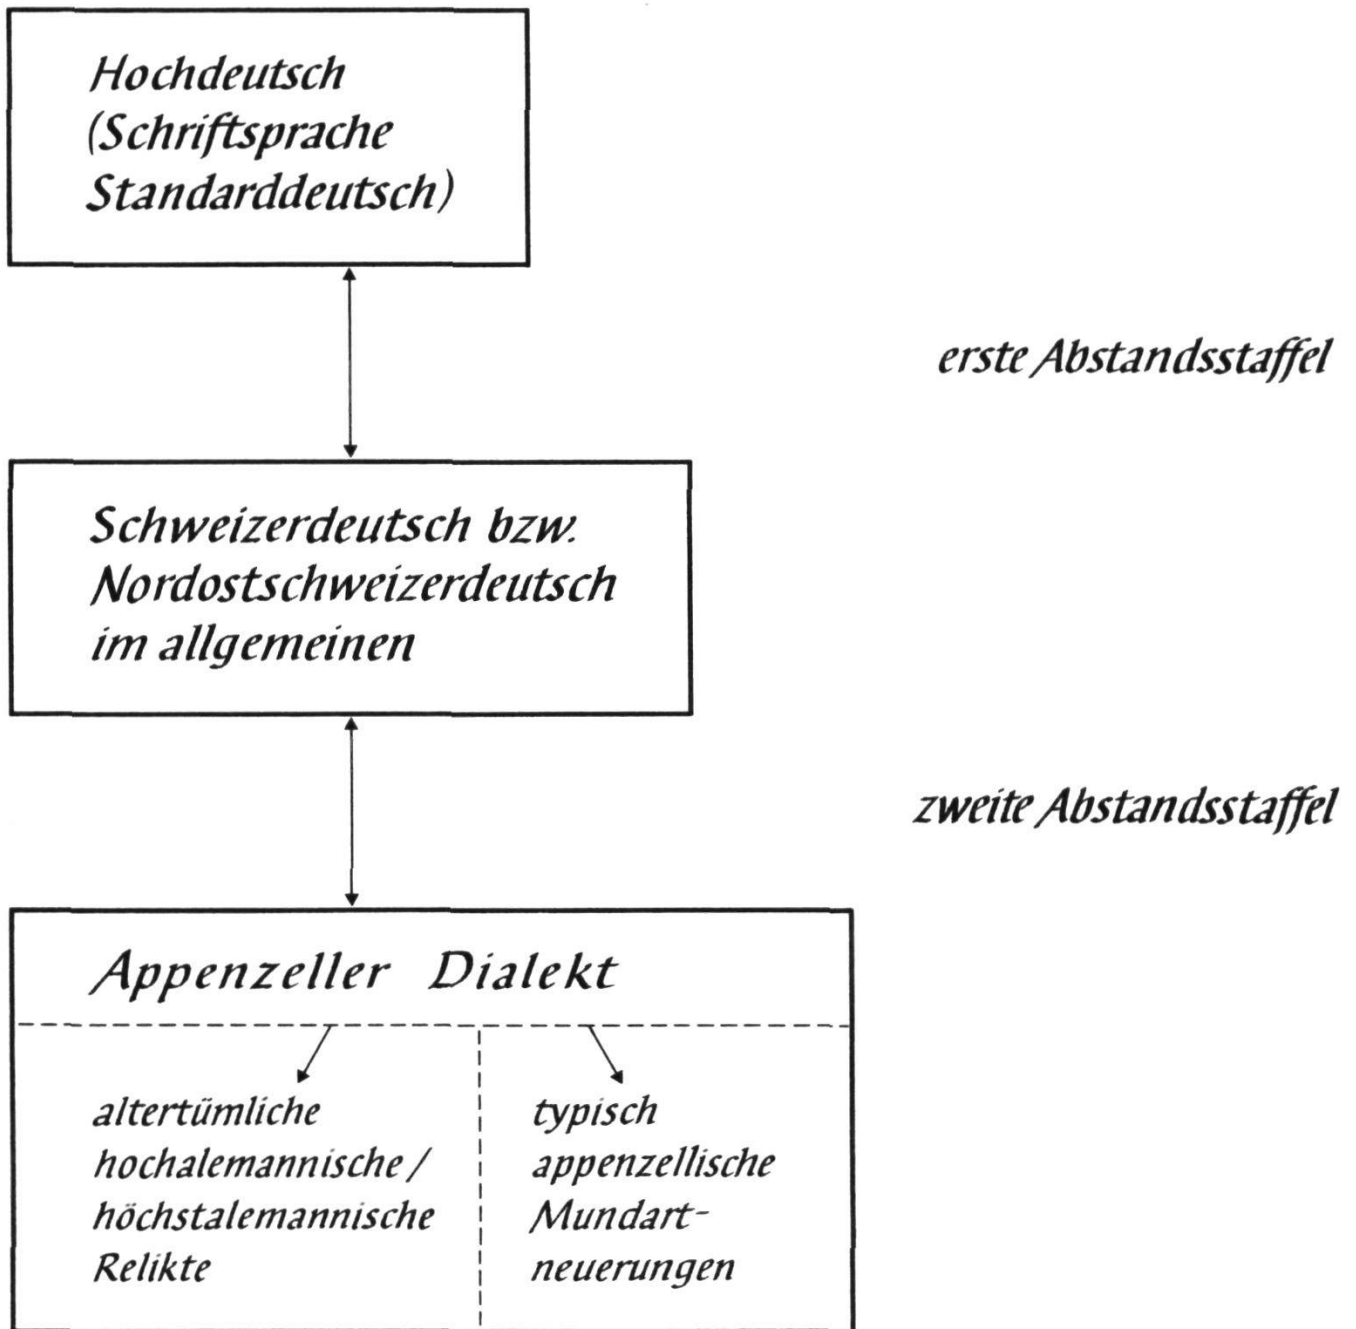 Hochdeutsch
(Schriftsprache
Standarddeutsch)
erste Abstandsstaffel
Schweizerdeutsch bzw.
Nordostschweizerdeutsch
im allgemeinen
zweite Abstandsstaffel
Appenzeller Dialekt
altertümliche
hochalemannische /
höchstalemannische
Relikte
typisch
appenzellische
Mundart-
neuerungen